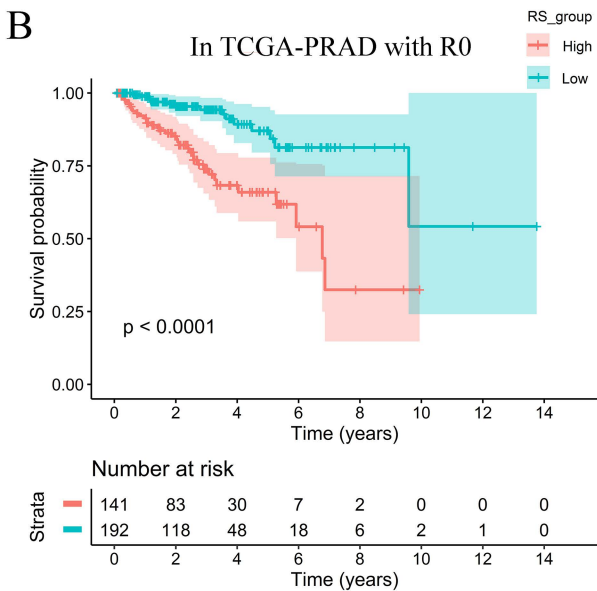 B
In TCGA-PRAD with R0
RS_group
High
Low
Survival probability
1.00
0.75
0.50
0.25
0.00
p < 0.0001
0 2 4 6 8 10 12 14
Time (years)
Number at risk
Strata
141 83 30 7 2 0 0 0
192 118 48 18 6 2 1 0
0 2 4 6 8 10 12 14
Time (years)